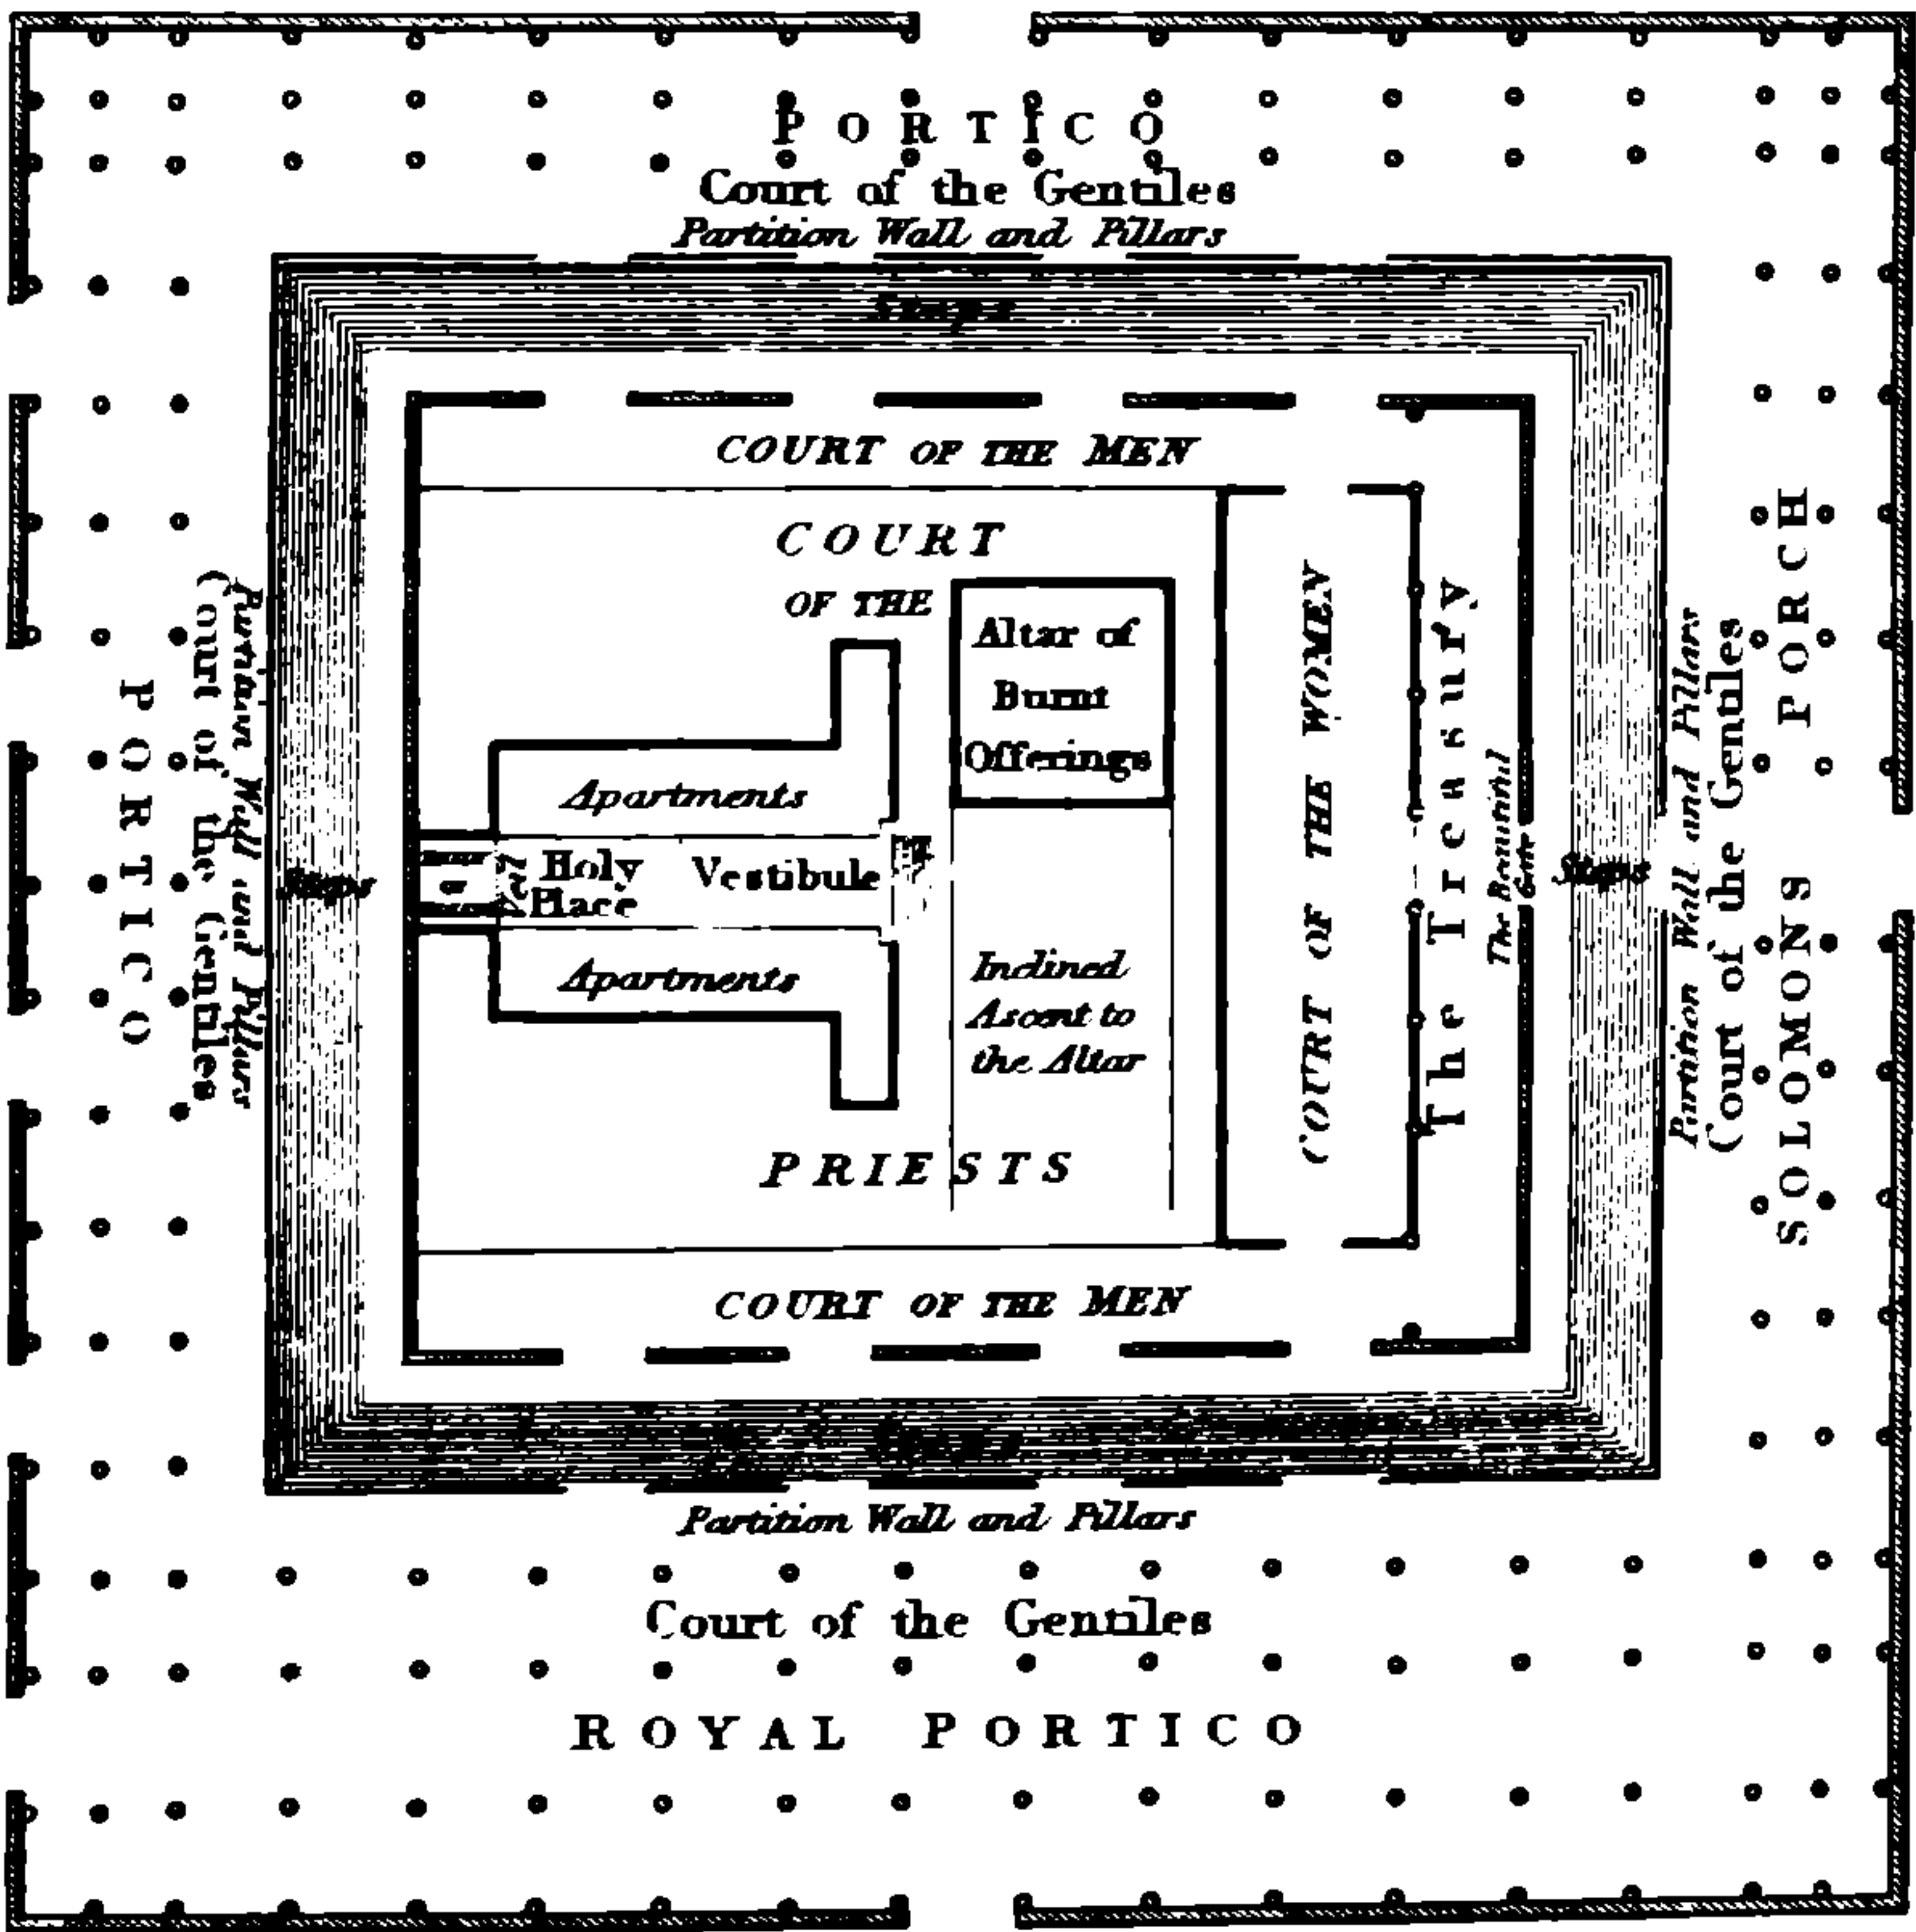 PORTICO
Court of the Gentiles
Partition Wall and Pillars
Steps
COURT OF THE MEN
COURT
OF THE
Altar of
Burnt
Offerings
Apartments
Holy
Place
Vestibule
Apartments
Inclined
Ascent to
the Altar
PRIESTS
COURT OF THE MEN
COURT OF THE WOMEN
The Treasury
The Beautiful
Gate
Steps
Partition Wall and Pillars
Court of the Gentiles
SOLOMONS PORCH
Steps
Partition Wall and Pillars
Court of the Gentiles
PORTICO
Partition Wall and Pillars
Court of the Gentiles
ROYAL PORTICO